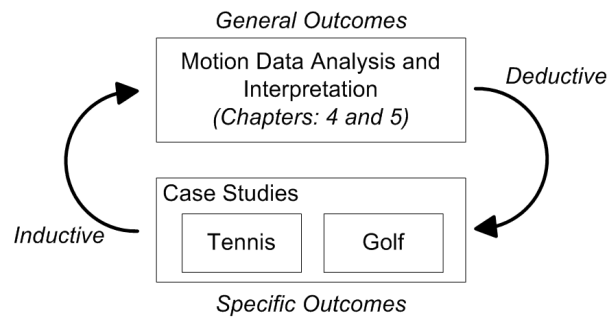 General Outcomes
Motion Data Analysis and
Interpretation
(Chapters: 4 and 5)
Deductive
Case Studies
Tennis
Golf
Inductive
Specific Outcomes